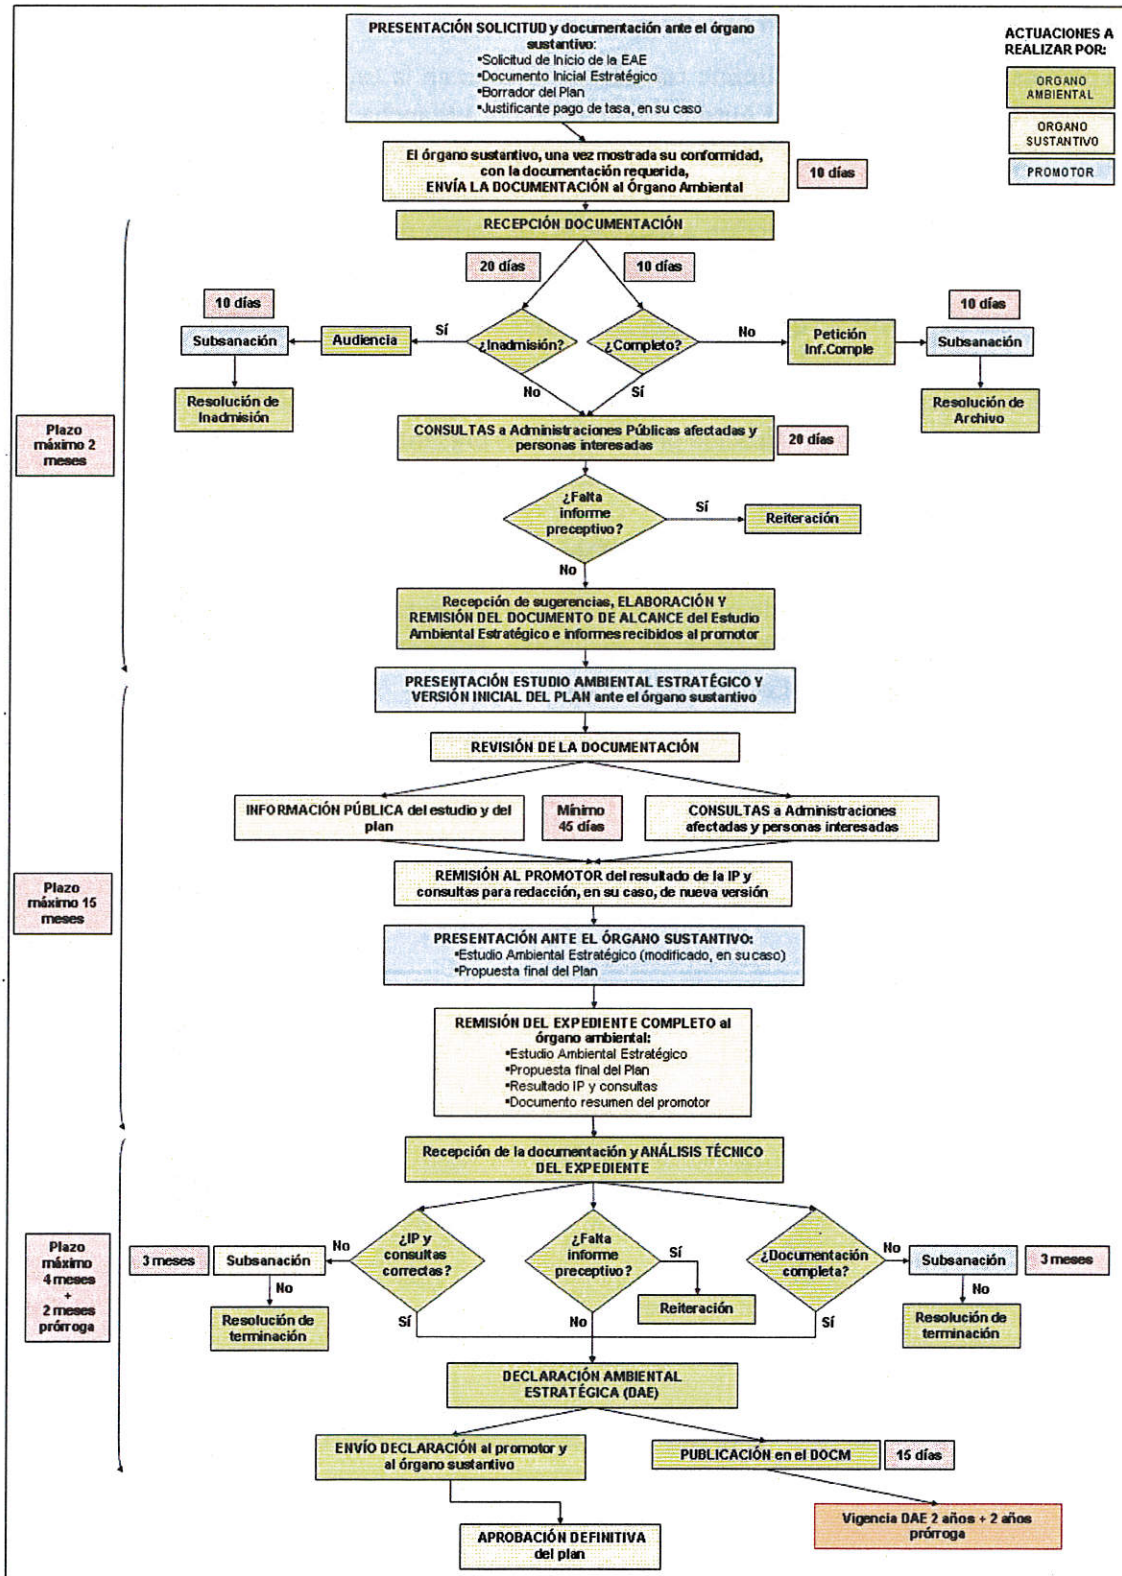 PRESENTACIÓN SOLICITUD y documentación ante el órgano
sustantivo:
•Solicitud de Inicio de la EAE
•Documento Inicial Estratégico
•Borrador del Plan
•Justificante pago de tasa, en su caso
ACTUACIONES A
REALIZAR POR:
ORGANO
AMBIENTAL
ORGANO
SUSTANTIVO
PROMOTOR
El órgano sustantivo, una vez mostrada su conformidad,
con la documentación requerida,
ENVÍA LA DOCUMENTACIÓN al Órgano Ambiental
10 días
RECEPCIÓN DOCUMENTACIÓN
20 días
10 días
10 días
10 días
Subsanación
Audiencia
Sí
¿Inadmisión?
¿Completo?
No
Petición
Inf.Comple
Subsanación
No
Sí
Resolución de
Inadmisión
Resolución de
Archivo
Plazo
máximo 2
meses
CONSULTAS a Administraciones Públicas afectadas y
personas interesadas
20 días
¿Falta
informe
preceptivo?
Sí
Reiteración
No
Recepción de sugerencias, ELABORACIÓN Y
REMISIÓN DEL DOCUMENTO DE ALCANCE del Estudio
Ambiental Estratégico e informes recibidos al promotor
PRESENTACIÓN ESTUDIO AMBIENTAL ESTRATÉGICO Y
VERSIÓN INICIAL DEL PLAN ante el órgano sustantivo
REVISIÓN DE LA DOCUMENTACIÓN
INFORMACIÓN PÚBLICA del estudio y del
plan
Mínimo
45 días
CONSULTAS a Administraciones
afectadas y personas interesadas
Plazo
máximo 15
meses
REMISIÓN AL PROMOTOR del resultado de la IP y
consultas para redacción, en su caso, de nueva versión
PRESENTACIÓN ANTE EL ÓRGANO SUSTANTIVO:
•Estudio Ambiental Estratégico (modificado, en su caso)
•Propuesta final del Plan
REMISIÓN DEL EXPEDIENTE COMPLETO al
órgano ambiental:
•Estudio Ambiental Estratégico
•Propuesta final del Plan
•Resultado IP y consultas
•Documento resumen del promotor
Recepción de la documentación y ANÁLISIS TÉCNICO
DEL EXPEDIENTE
Plazo
máximo
4 meses
+
2 meses
prórroga
3 meses
Subsanación
No
¿IP y
consultas
correctas?
¿Falta
informe
preceptivo?
Sí
¿Documentación
completa?
No
Subsanación
3 meses
No
Resolución de
terminación
Sí
Reiteración
No
Sí
No
Resolución de
terminación
DECLARACIÓN AMBIENTAL
ESTRATÉGICA (DAE)
ENVÍO DECLARACIÓN al promotor y
al órgano sustantivo
PUBLICACIÓN en el DOCM
15 días
APROBACIÓN DEFINITIVA
del plan
Vigencia DAE 2 años + 2 años
prórroga